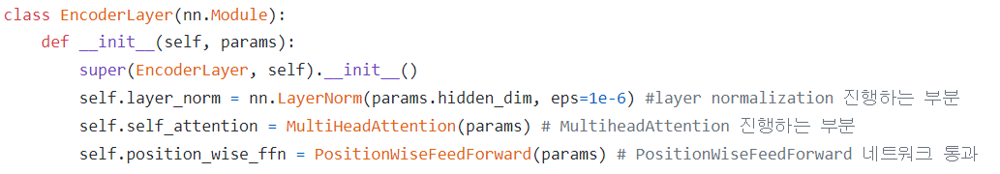 class EncoderLayer(nn.Module):
    def __init__(self, params):
        super(EncoderLayer, self).__init__()
        self.layer_norm = nn.LayerNorm(params.hidden_dim, eps=1e-6) #layer normalization 진행하는 부분
        self.self_attention = MultiHeadAttention(params) # MultiheadAttention 진행하는 부분
        self.position_wise_ffn = PositionWiseFeedForward(params) # PositionWiseFeedForward 네트워크 통과